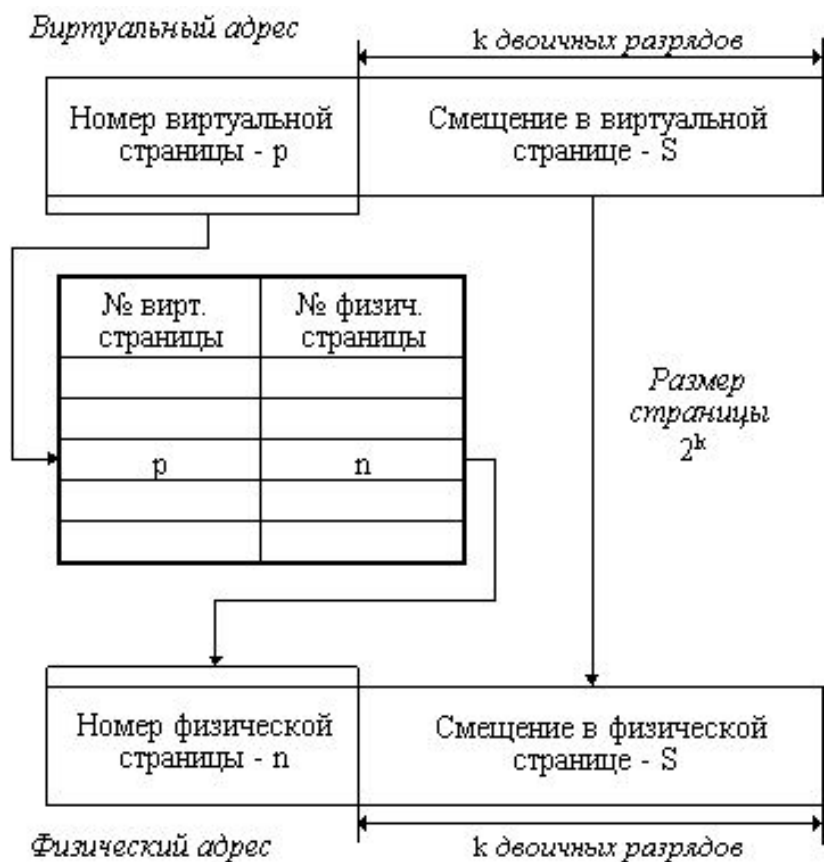 Виртуальный адрес
k двоичных разрядов
Номер виртуальной
страницы - p
Смещение в виртуальной
странице - S
№ вирт.
страницы
№ физич.
страницы
p
n
Размер
страницы
2ᵏ
Номер физической
страницы - n
Смещение в физической
странице - S
Физический адрес
k двоичных разрядов